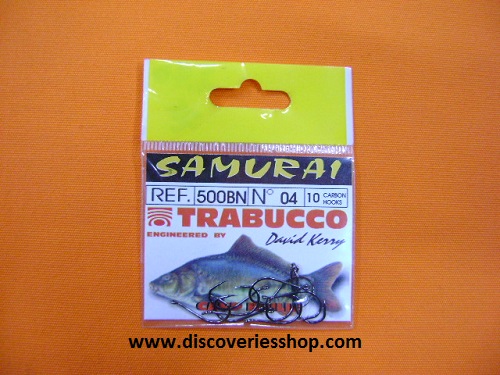 SAMURAI
REF. 500BN N° 04 10 CARBON HOOKS
TRABUCCO
ENGINEERED BY David Kerry
www.discoveriesshop.com